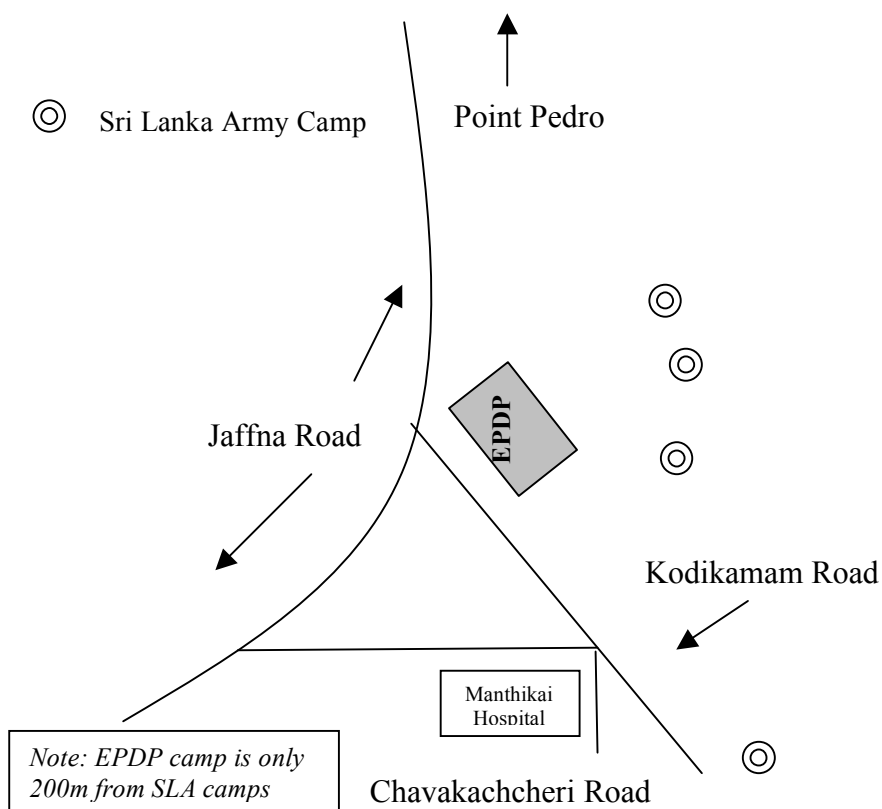 Point Pedro
Sri Lanka Army Camp
EPDP
Jaffna Road
Kodikamam Road
Manthikai
Hospital
Note: EPDP camp is only
200m from SLA camps
Chavakachcheri Road